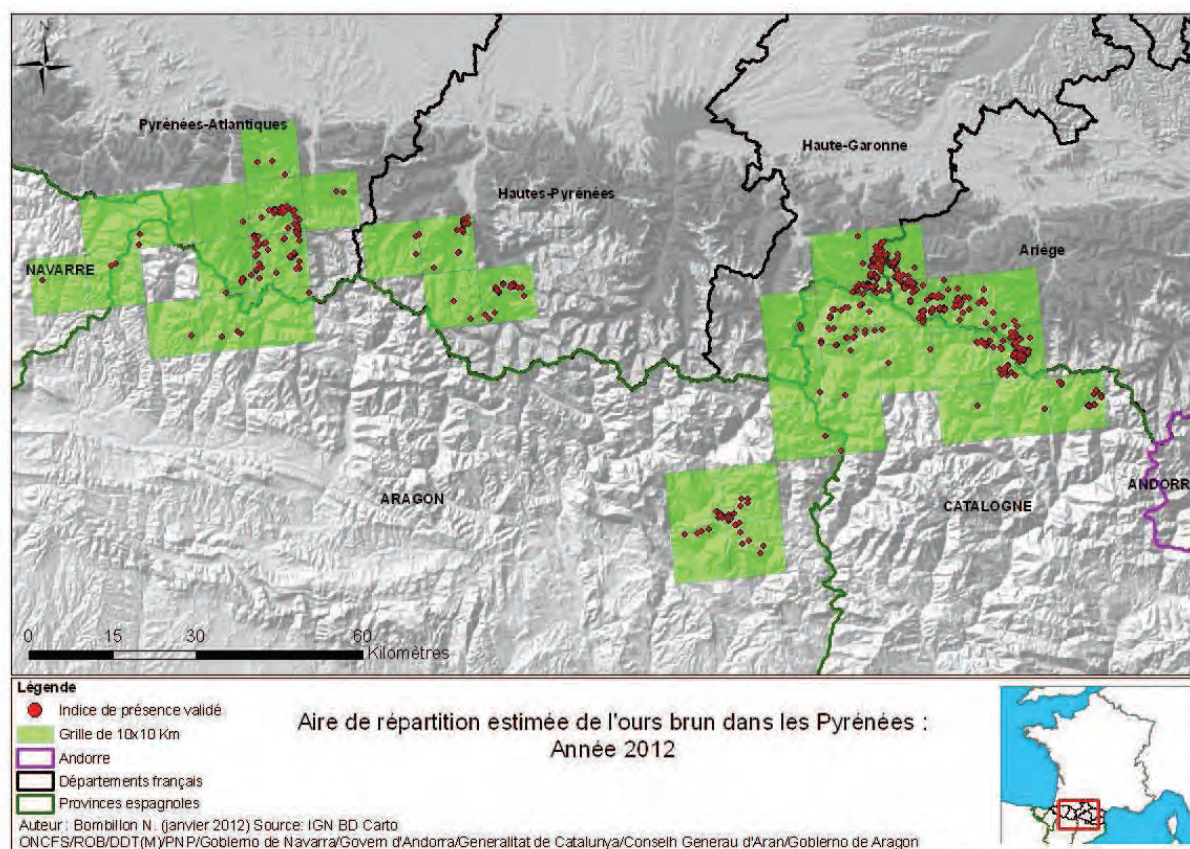 N
Pyrénées-Atlantiques
Haute-Garonne
Hautes-Pyrénées
Ariège
NAVARRE
ARAGON
CATALOGNE
ANDORR
0 15 30 60
Kilomètres
Légende
Indice de présence validé
Grille de 10x10 Km
Andorre
Départements français
Provinces espagnoles
Aire de répartition estimée de l'ours brun dans les Pyrénées :
Année 2012
Auteur : Bombillon N. (janvier 2012) Source: IGN BD Carto
ONCFS/ROB/DDT(M)/PNP/Gobierno de Navarra/Govern d'Andorra/Generalitat de Catalunya/Conselh Generau d'Aran/Gobierno de Aragon